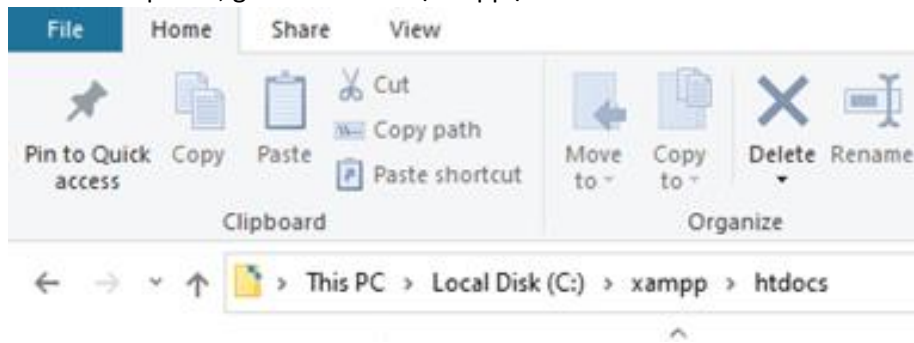 File Home Share View
Cut
Copy path
Paste shortcut
Pin to Quick access
Copy
Paste
Move to
Copy to
Delete
Rename
Clipboard
Organize
This PC > Local Disk (C:) > xampp > htdocs